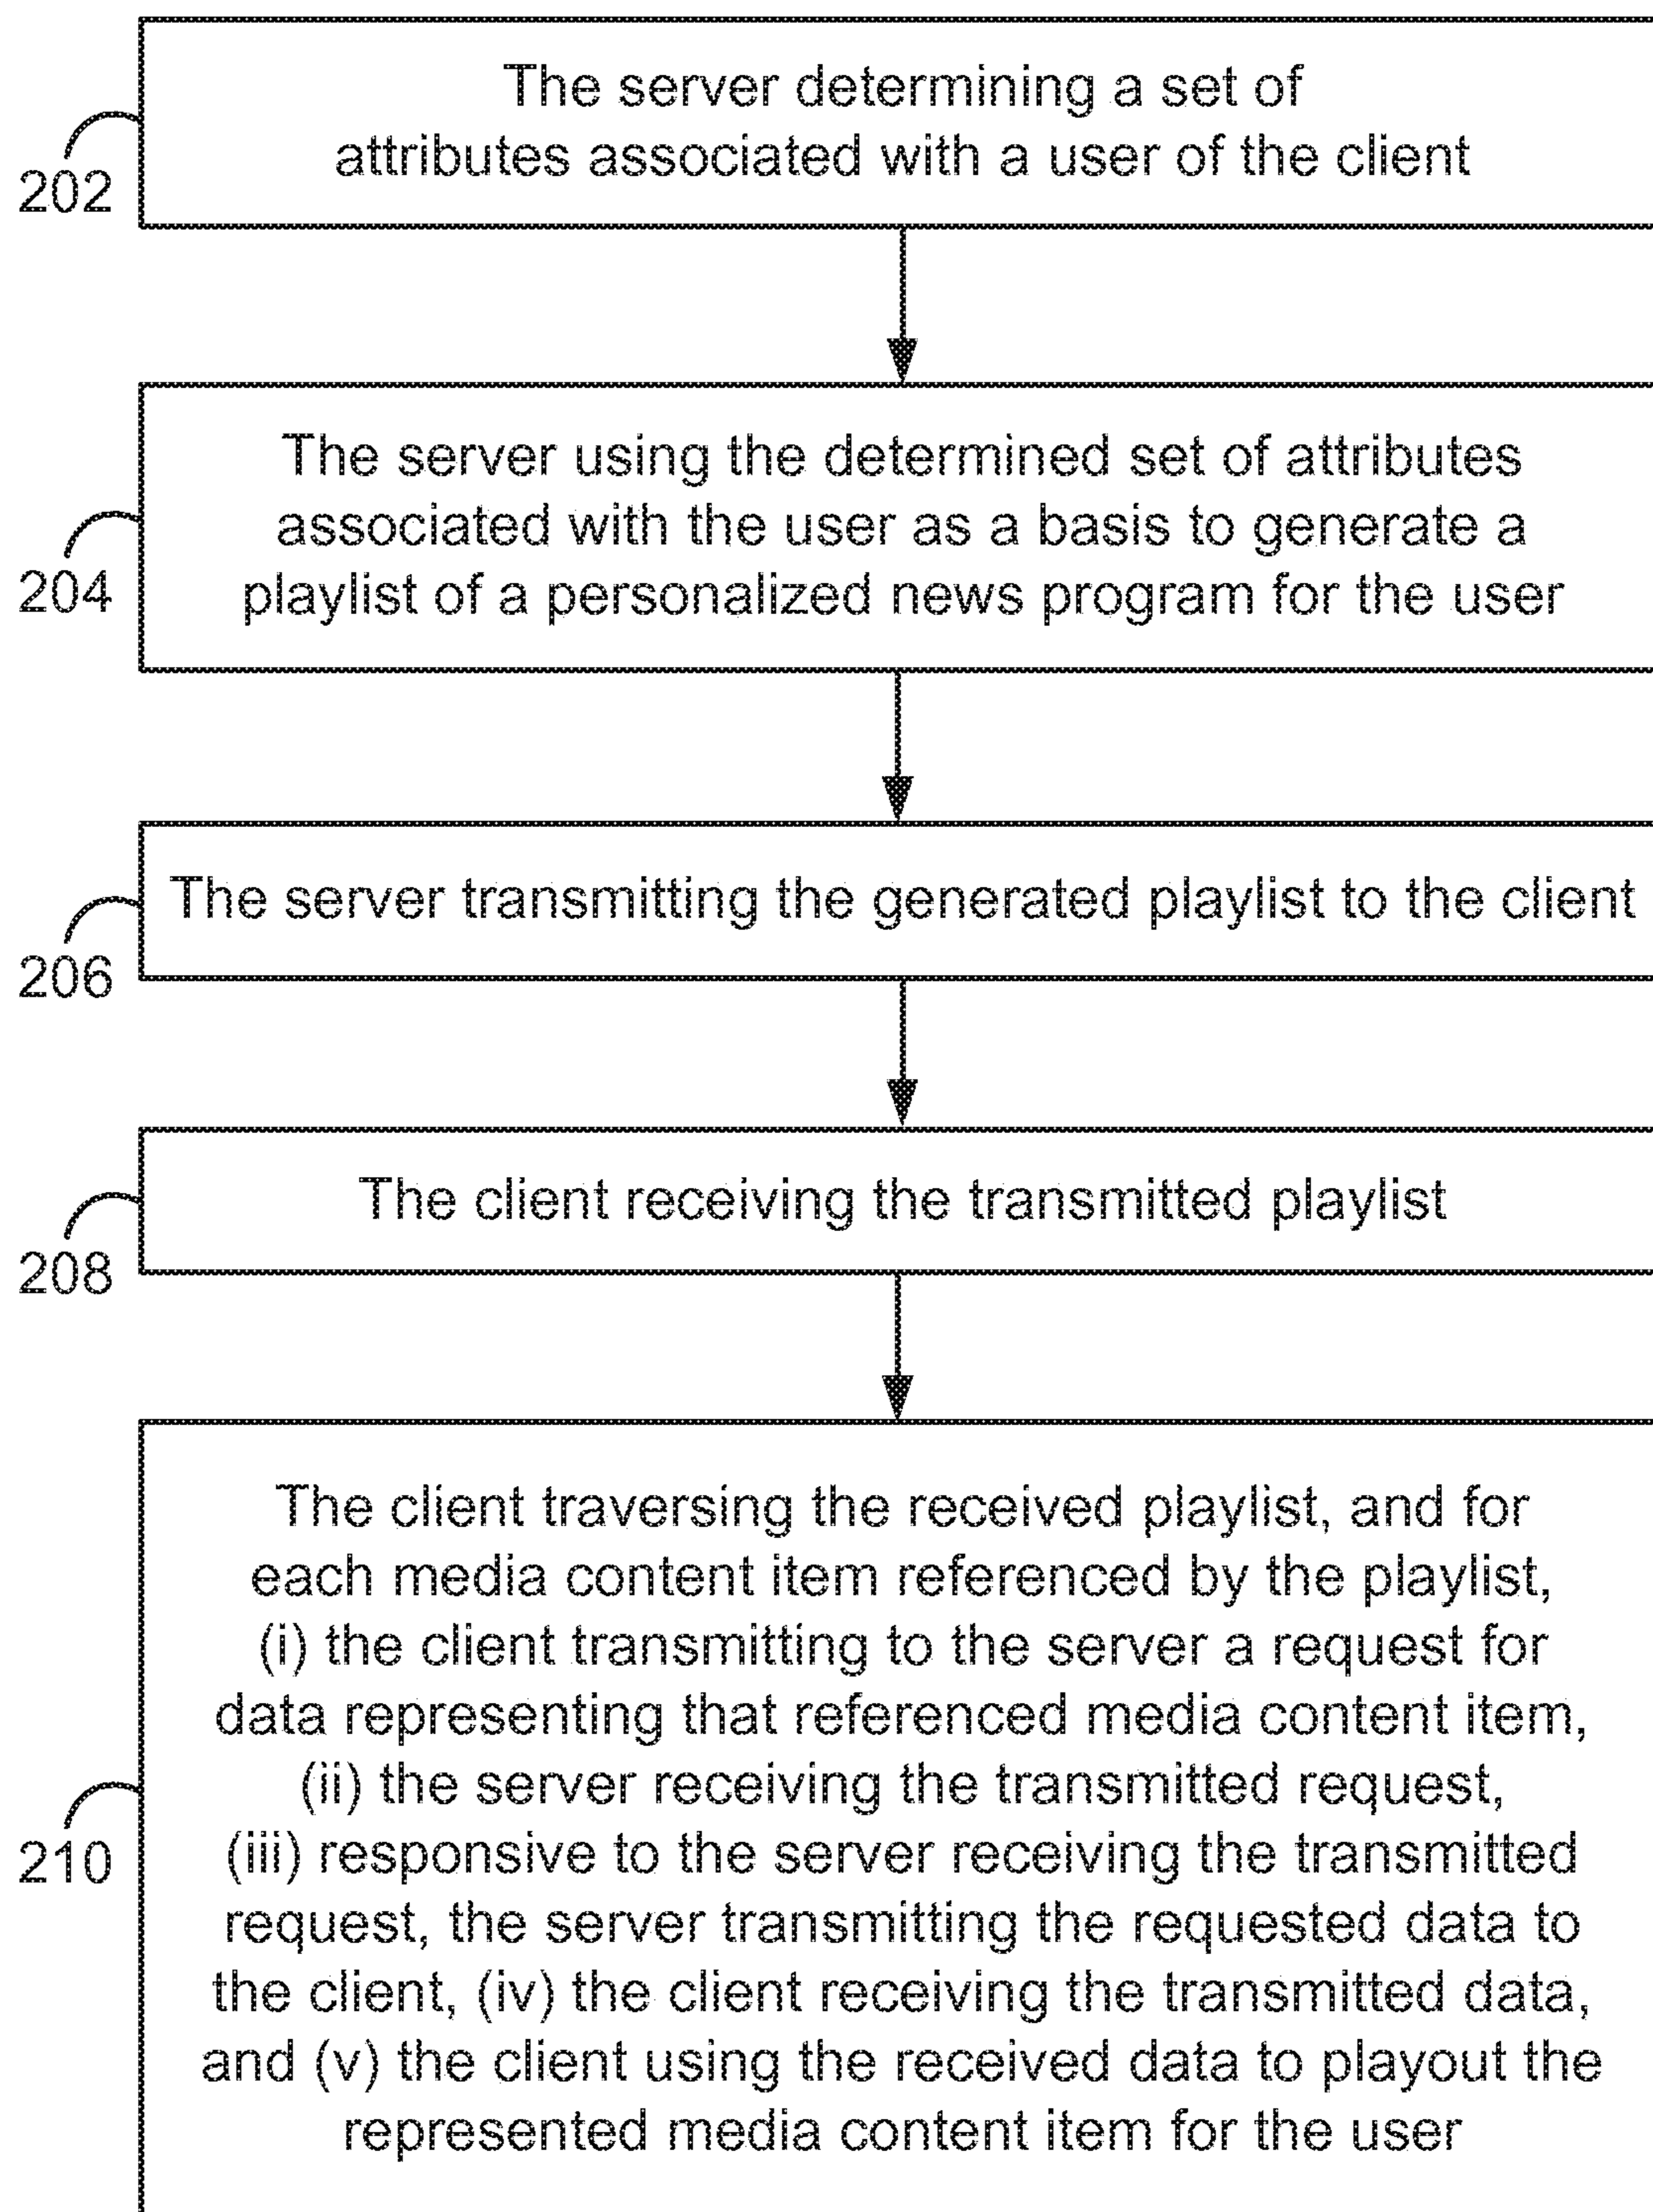 The server determining a set of
attributes associated with a user of the client
202
The server using the determined set of attributes
associated with the user as a basis to generate a
playlist of a personalized news program for the user
204
The server transmitting the generated playlist to the client
206
The client receiving the transmitted playlist
208
The client traversing the received playlist, and for
each media content item referenced by the playlist,
(i) the client transmitting to the server a request for
data representing that referenced media content item,
(ii) the server receiving the transmitted request,
(iii) responsive to the server receiving the transmitted
request, the server transmitting the requested data to
the client, (iv) the client receiving the transmitted data,
and (v) the client using the received data to playout the
represented media content item for the user
210